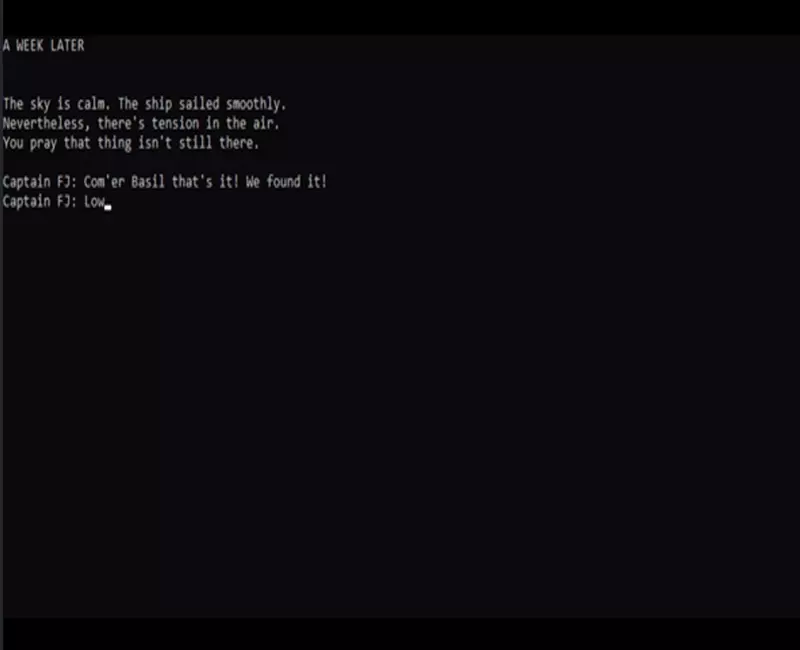 A WEEK LATER
The sky is calm. The ship sailed smoothly.
Nevertheless, there's tension in the air.
You pray that thing isn't still there.
Captain FJ: Com'er Basil that's it! We found it!
Captain FJ: Low